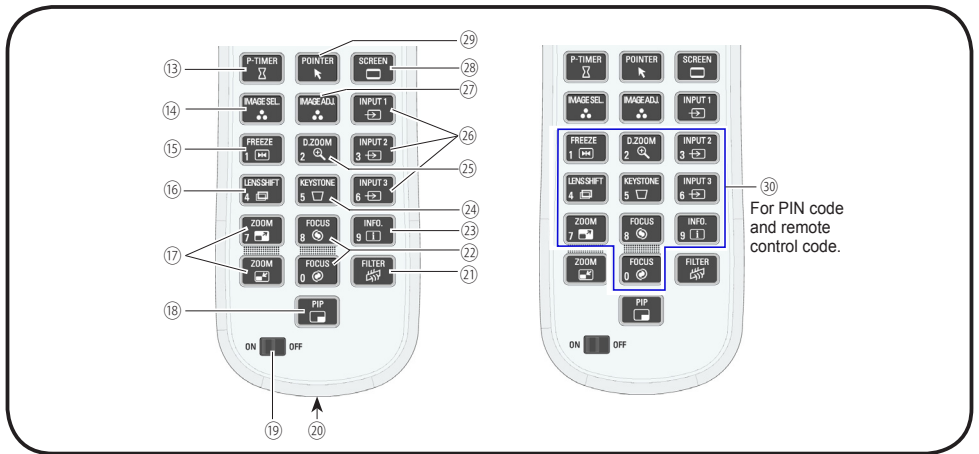 ㉙
P-TIMER POINTER SCREEN
⑬ ㉘
㉗
IMAGE SEL. IMAGE ADJ. INPUT 1
⑭
⑮ FREEZE D.ZOOM INPUT 2 ㉖
1 2 3
㉕
⑯ LENS SHIFT KEYSTONE INPUT 3
4 5 6
㉔
ZOOM FOCUS INFO. ㉓
7 8 9
⑰ ㉒
ZOOM FOCUS FILTER ㉑
0
⑱ PIP
ON OFF
⑲ ⑳
P-TIMER POINTER SCREEN
IMAGE SEL. IMAGE ADJ. INPUT 1
FREEZE D.ZOOM INPUT 2
1 2 3
LENS SHIFT KEYSTONE INPUT 3
4 5 6
ZOOM FOCUS INFO.
7 8 9
ZOOM FOCUS FILTER
0
PIP
ON OFF
㉚
For PIN code
and remote
control code.